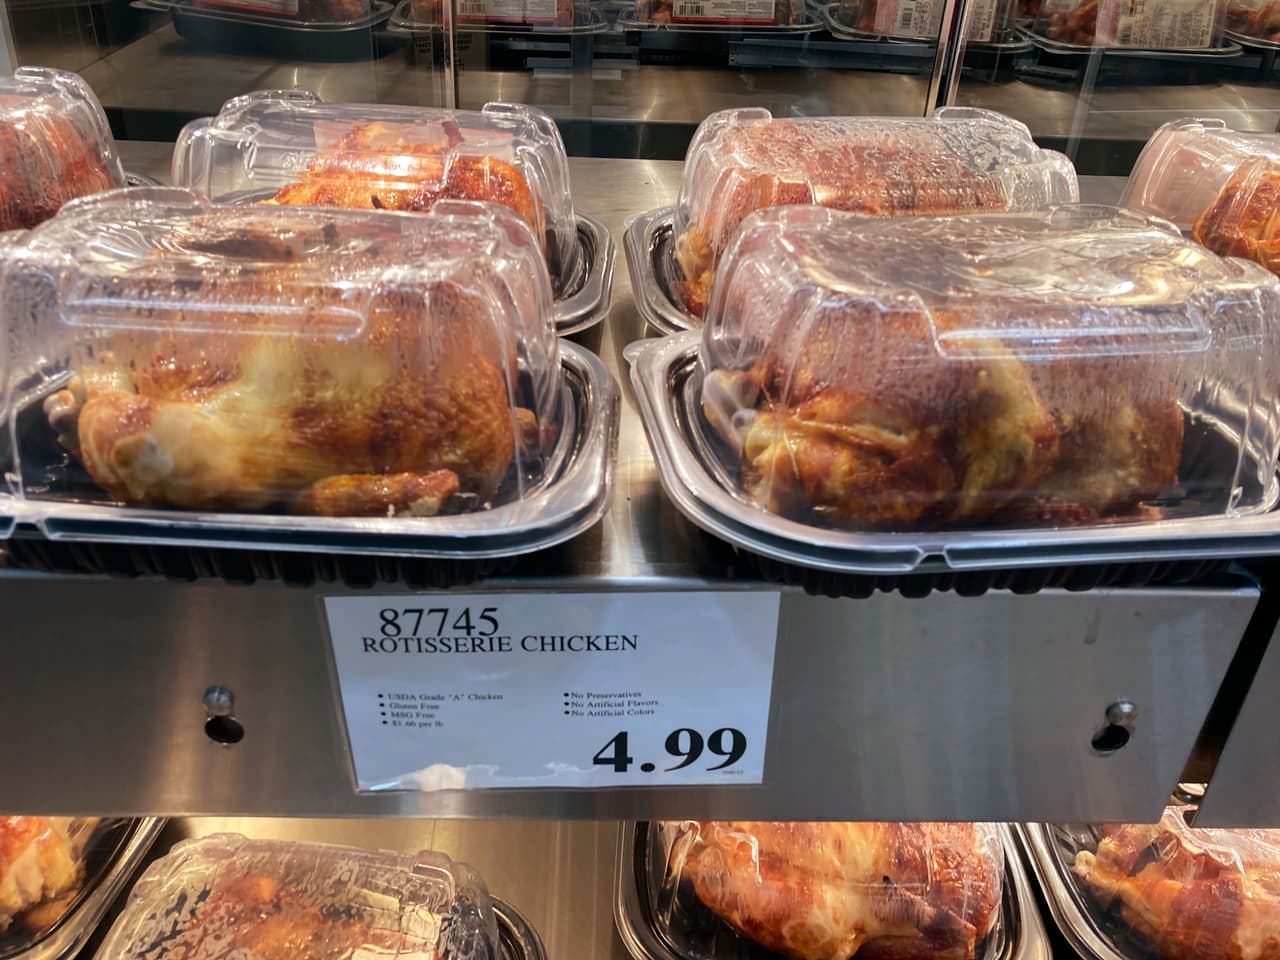 87745
ROTISSERIE CHICKEN
• USDA Grade "A" Chicken
• Gluten Free
• MSG Free
• $1.66 per lb
• No Preservatives
• No Artificial Flavors
• No Artificial Colors
4.99